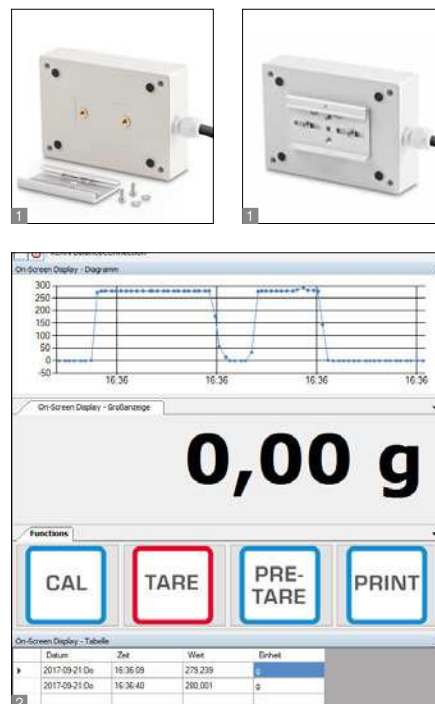 1
1
KERN BalanceConnection
On-Screen Display - Diagramm
300
250
200
150
100
50
0
-50
16:36 16:36 16:36 16:36
On-Screen Display - Großanzeige
0,00 g
Functions
CAL TARE PRE-TARE PRINT
On-Screen Display - Tabelle
Datum Zeit Wert Einheit
2017-09-21 Do 16:36:09 279,239 g
2017-09-21 Do 16:36:40 280,001 g
2